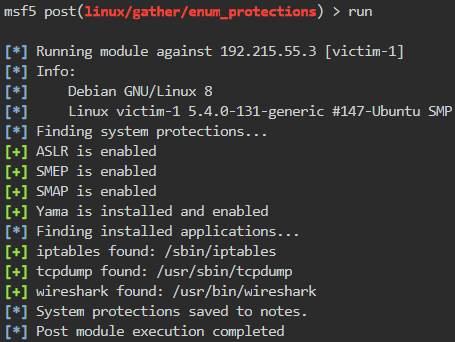 msf5 post(linux/gather/enum_protections) > run
[*] Running module against 192.215.55.3 [victim-1]
[*] Info:
[*]     Debian GNU/Linux 8
[*]     Linux victim-1 5.4.0-131-generic #147-Ubuntu SMP
[*] Finding system protections...
[+] ASLR is enabled
[+] SMEP is enabled
[+] SMAP is enabled
[+] Yama is installed and enabled
[*] Finding installed applications...
[+] iptables found: /sbin/iptables
[+] tcpdump found: /usr/sbin/tcpdump
[+] wireshark found: /usr/bin/wireshark
[*] System protections saved to notes.
[*] Post module execution completed